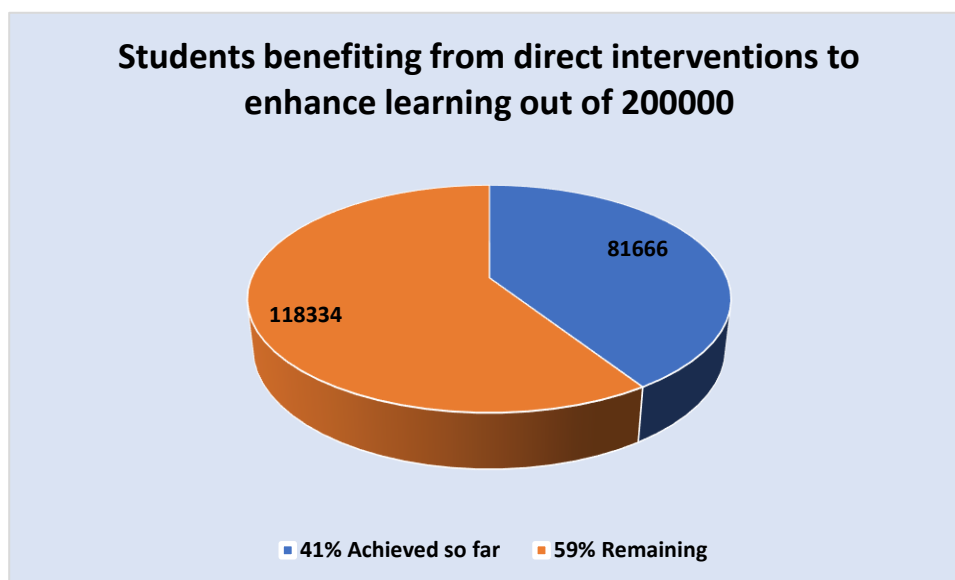 Students benefiting from direct interventions to
enhance learning out of 200000
81666
118334
41% Achieved so far
59% Remaining